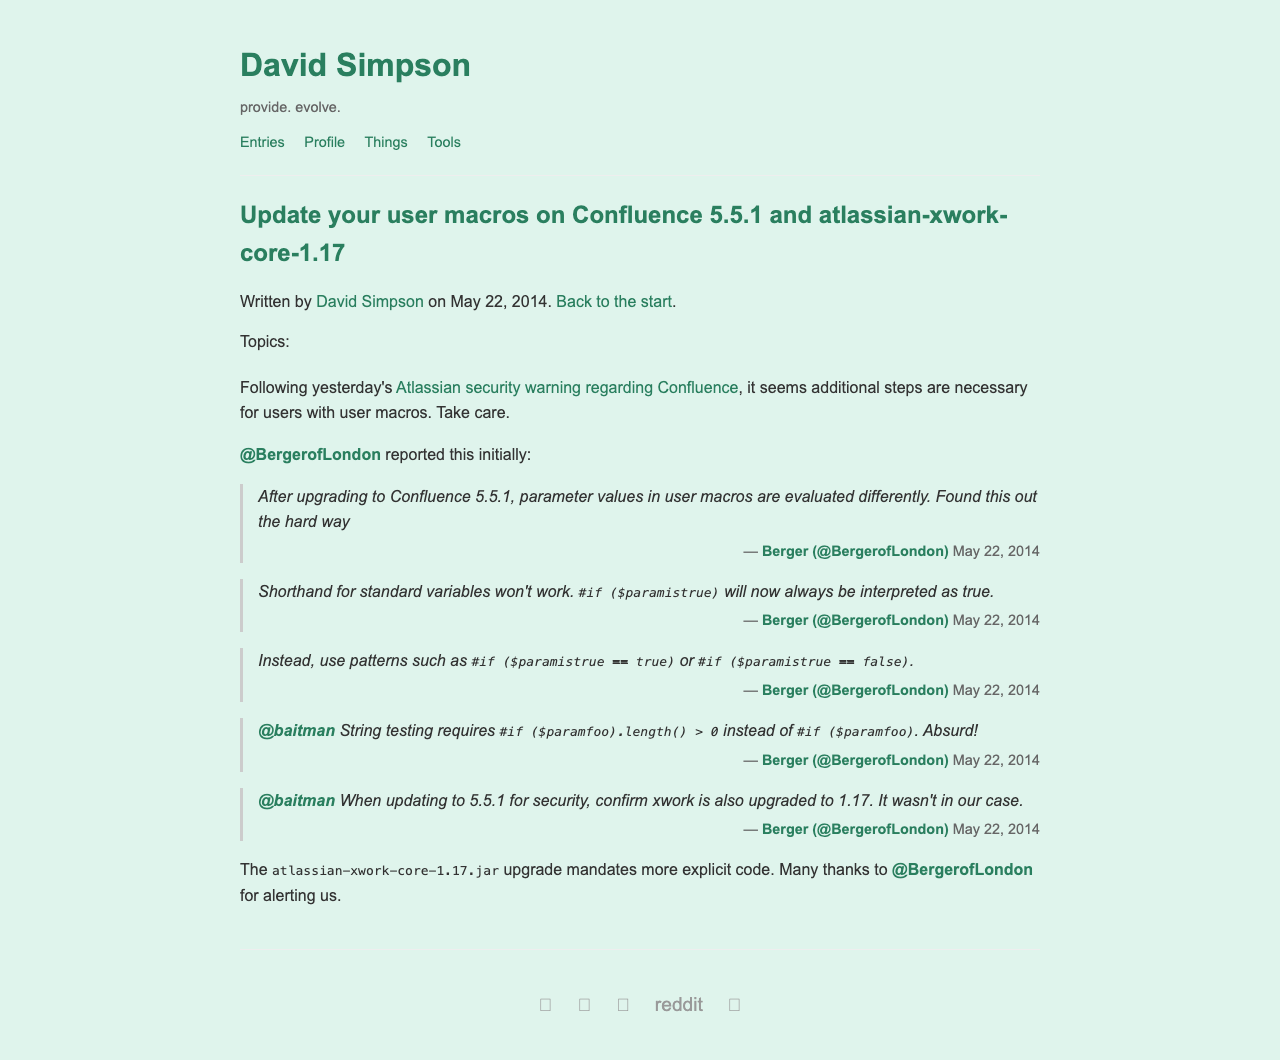 David Simpson
provide. evolve.
Entries Profile Things Tools
Update your user macros on Confluence 5.5.1 and atlassian-xwork-
core-1.17
Written by David Simpson on May 22, 2014. Back to the start.
Topics:
Following yesterday's Atlassian security warning regarding Confluence, it seems additional steps are necessary
for users with user macros. Take care.
@BergerofLondon reported this initially:
After upgrading to Confluence 5.5.1, parameter values in user macros are evaluated differently. Found this out
the hard way
— Berger (@BergerofLondon) May 22, 2014
Shorthand for standard variables won't work. #if ($paramistrue) will now always be interpreted as true.
— Berger (@BergerofLondon) May 22, 2014
Instead, use patterns such as #if ($paramistrue == true) or #if ($paramistrue == false).
— Berger (@BergerofLondon) May 22, 2014
@baitman String testing requires #if ($paramfoo).length() > 0 instead of #if ($paramfoo). Absurd!
— Berger (@BergerofLondon) May 22, 2014
@baitman When updating to 5.5.1 for security, confirm xwork is also upgraded to 1.17. It wasn't in our case.
— Berger (@BergerofLondon) May 22, 2014
The atlassian-xwork-core-1.17.jar upgrade mandates more explicit code. Many thanks to @BergerofLondon
for alerting us.
reddit